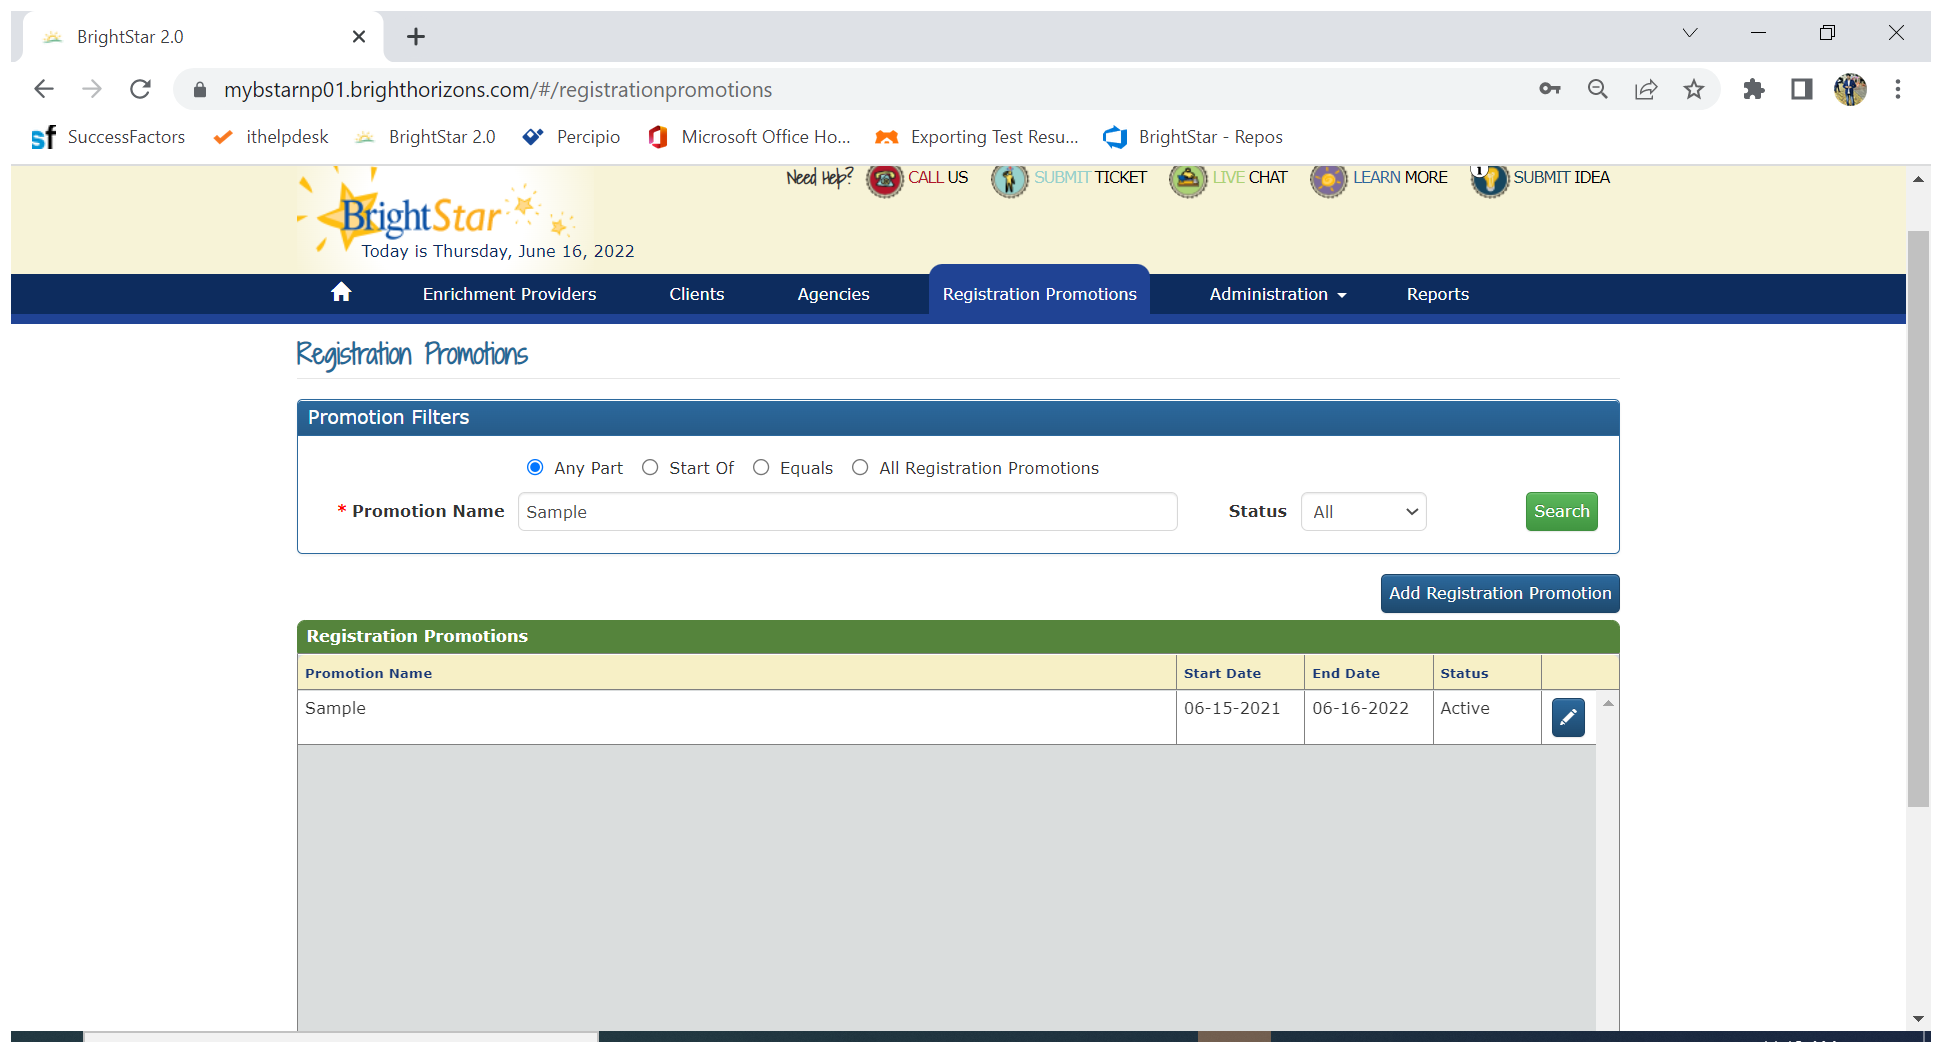 BrightStar 2.0
mybstarnp01.brighthorizons.com/#/registrationpromotions
sf SuccessFactors ithelpdesk BrightStar 2.0 Percipio Microsoft Office Ho... Exporting Test Resu... BrightStar - Repos
Need Help? CALL US SUBMIT TICKET LIVE CHAT LEARN MORE SUBMIT IDEA
BrightStar
Today is Thursday, June 16, 2022
Enrichment Providers Clients Agencies Registration Promotions Administration Reports
Registration Promotions
Promotion Filters
Any Part Start Of Equals All Registration Promotions
* Promotion Name Sample Status All Search
Add Registration Promotion
Registration Promotions
Promotion Name Start Date End Date Status
Sample 06-15-2021 06-16-2022 Active